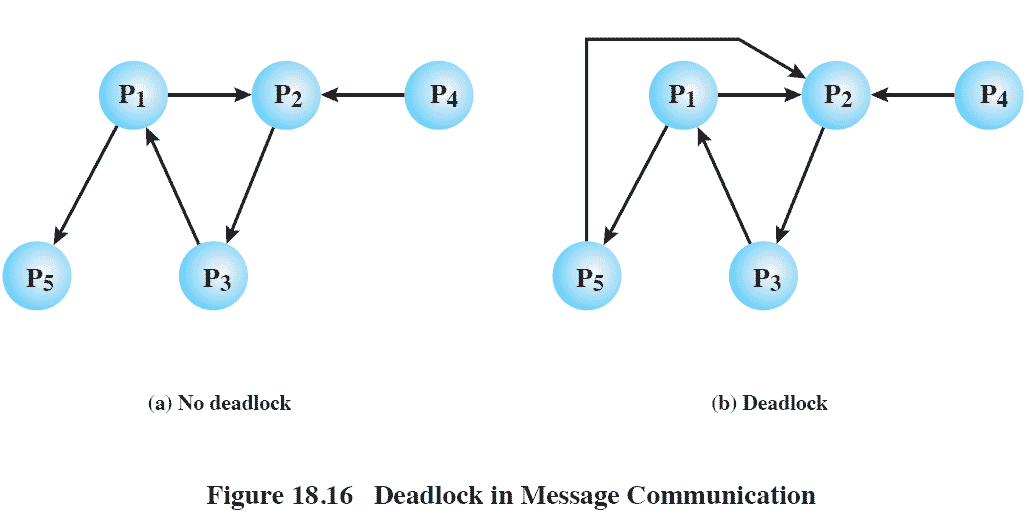 P1 P2 P4 P1 P2 P4
P5 P3 P5 P3
(a) No deadlock (b) Deadlock
Figure 18.16 Deadlock in Message Communication